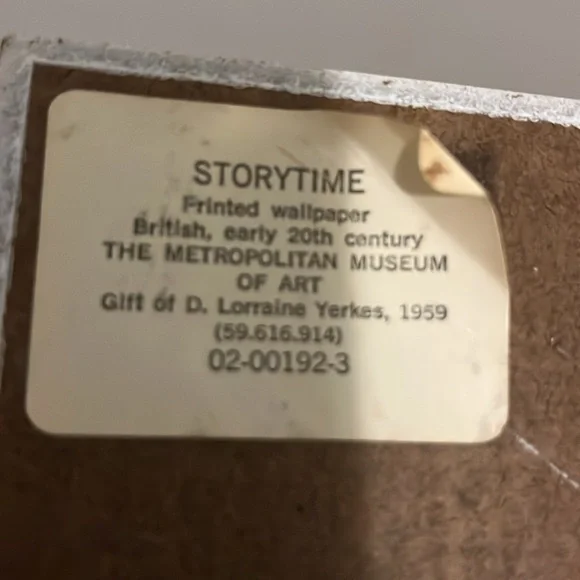 STORYTIME
Printed wallpaper
British, early 20th century
THE METROPOLITAN MUSEUM
OF ART
Gift of D. Lorraine Yerkes, 1959
(59.616.914)
02-00192-3